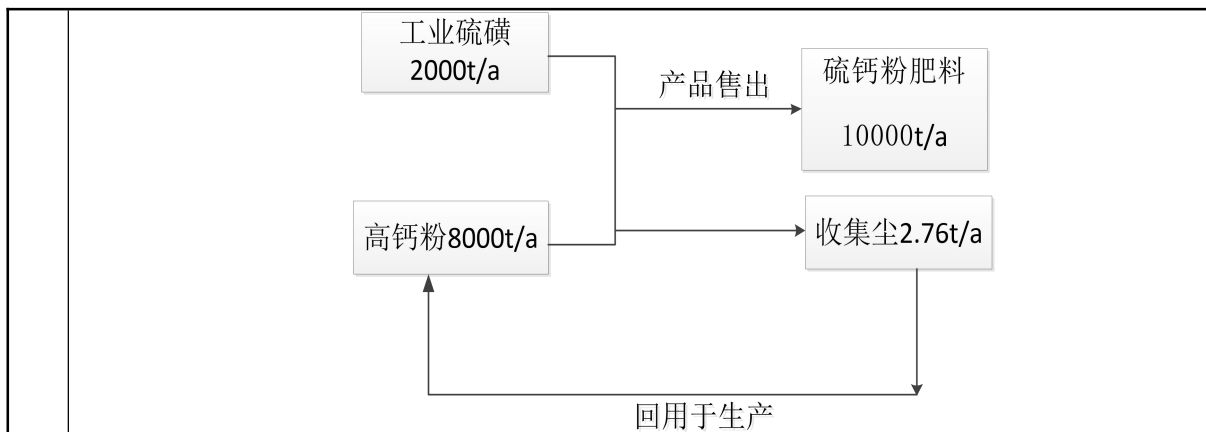 工业硫磺
2000t/a
产品售出
硫钙粉肥料
10000t/a
高钙粉8000t/a
收集尘2.76t/a
回用于生产